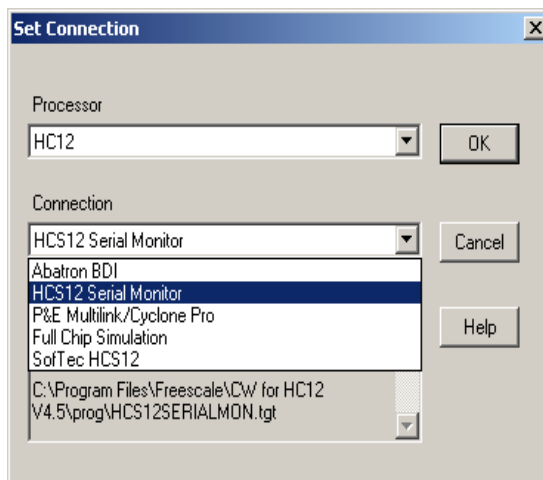 Set Connection
Processor
HC12
OK
Connection
HCS12 Serial Monitor
Cancel
Abatron BDI
HCS12 Serial Monitor
P&E Multilink/Cyclone Pro
Full Chip Simulation
SofTec HCS12
Help
C:\Program Files\Freescale\CW for HC12
V4.5\prog\HCS12SERIALMON.tgt